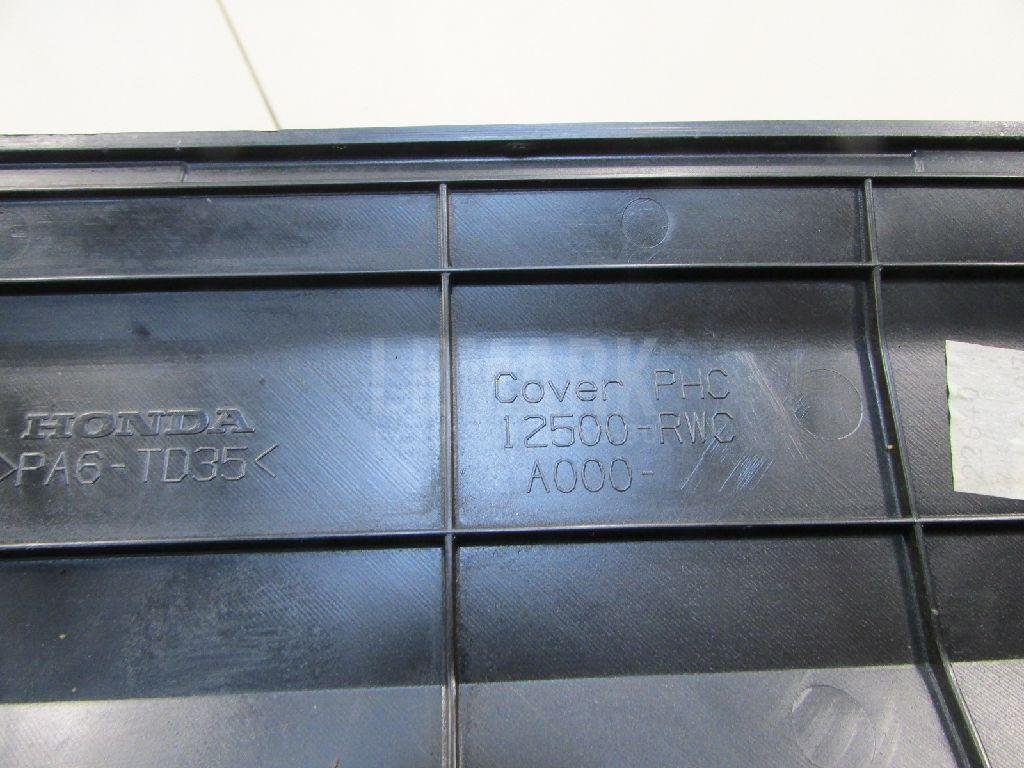 HONDA
>PA6-TD35<
Cover PHC
12500-RWC
A000-